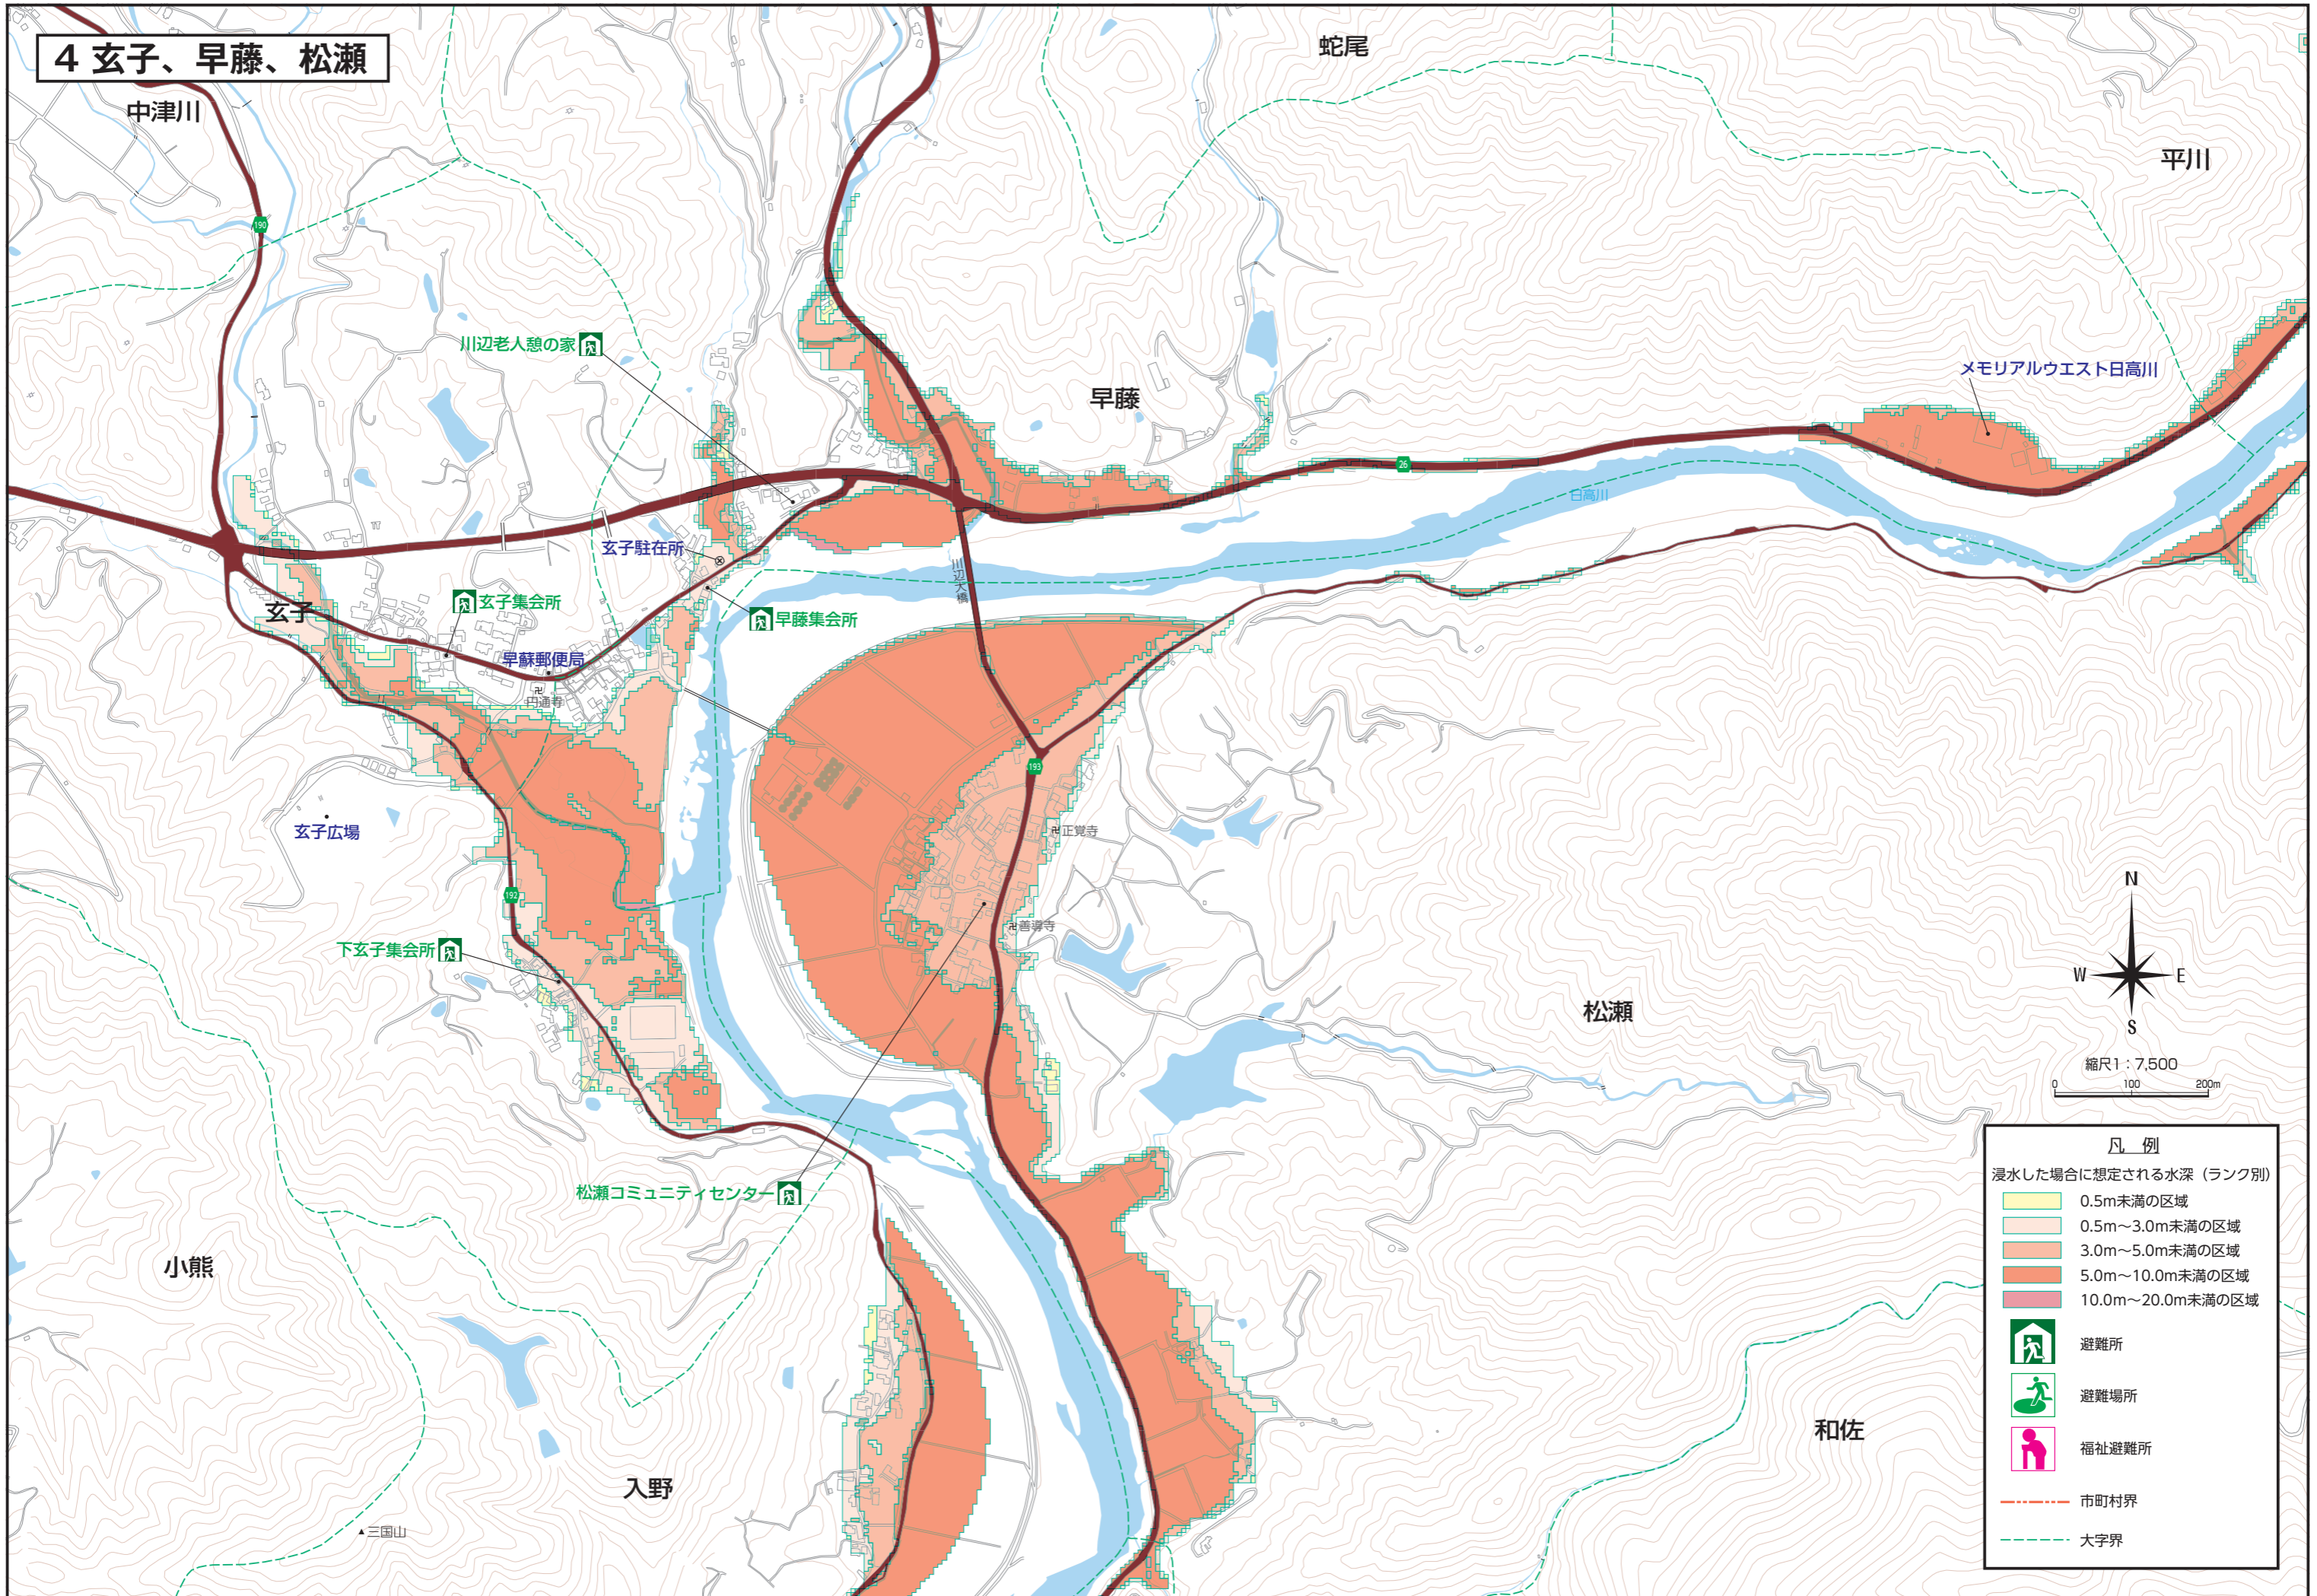 4 玄子、早藤、松瀬
蛇尾
中津川
平川
190
川辺老人憩の家
メモリアルウエスト日高川
早藤
26
日高川
玄子駐在所
川辺大橋
玄子集会所
玄子
早藤集会所
早蘇郵便局
卍
円通寺
193
玄子広場
卍正覚寺
192
卍善導寺
下玄子集会所
N
W E
S
松瀬
縮尺1：7,500
0 100 200m
松瀬コミュニティセンター
小熊
和佐
入野
▲三国山
凡 例
浸水した場合に想定される水深（ランク別）
0.5m未満の区域
0.5m～3.0m未満の区域
3.0m～5.0m未満の区域
5.0m～10.0m未満の区域
10.0m～20.0m未満の区域
避難所
避難場所
福祉避難所
市町村界
大字界